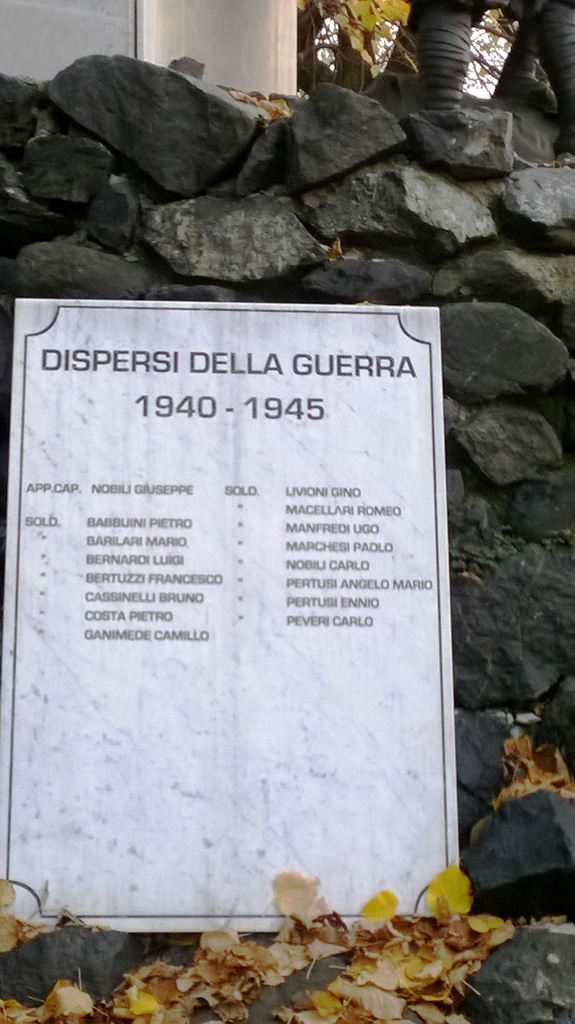 DISPERSI DELLA GUERRA
1940 - 1945
APP.CAP. NOBILI GIUSEPPE
SOLD. BABBUINI PIETRO
" BARILARI MARIO
" BERNARDI LUIGI
" BERTUZZI FRANCESCO
" CASSINELLI BRUNO
" COSTA PIETRO
GANIMEDE CAMILLO
SOLD. LIVIONI GINO
" MACELLARI ROMEO
" MANFREDI UGO
" MARCHESI PAOLO
" NOBILI CARLO
" PERTUSI ANGELO MARIO
" PERTUSI ENNIO
" PEVERI CARLO